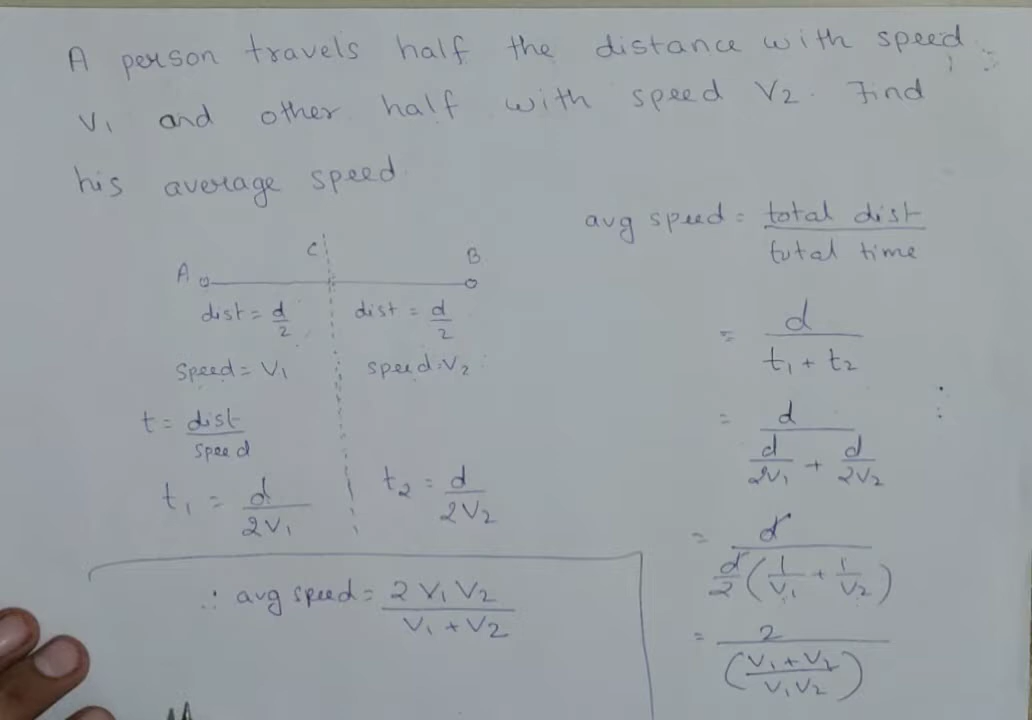 A person travels half the distance with speed
V₁ and other half with speed V₂. Find
his average speed.
A C B
dist = d/2 dist = d/2
speed = V₁ speed = V₂
t = dist/speed
t₁ = d/2V₁ t₂ = d/2V₂
∴ avg speed = 2V₁V₂/V₁+V₂
avg speed = total dist/total time
= d/t₁+t₂
= d/(d/2V₁ + d/2V₂)
= d/(d/2(1/V₁ + 1/V₂))
= 2/((V₁+V₂)/(V₁V₂))